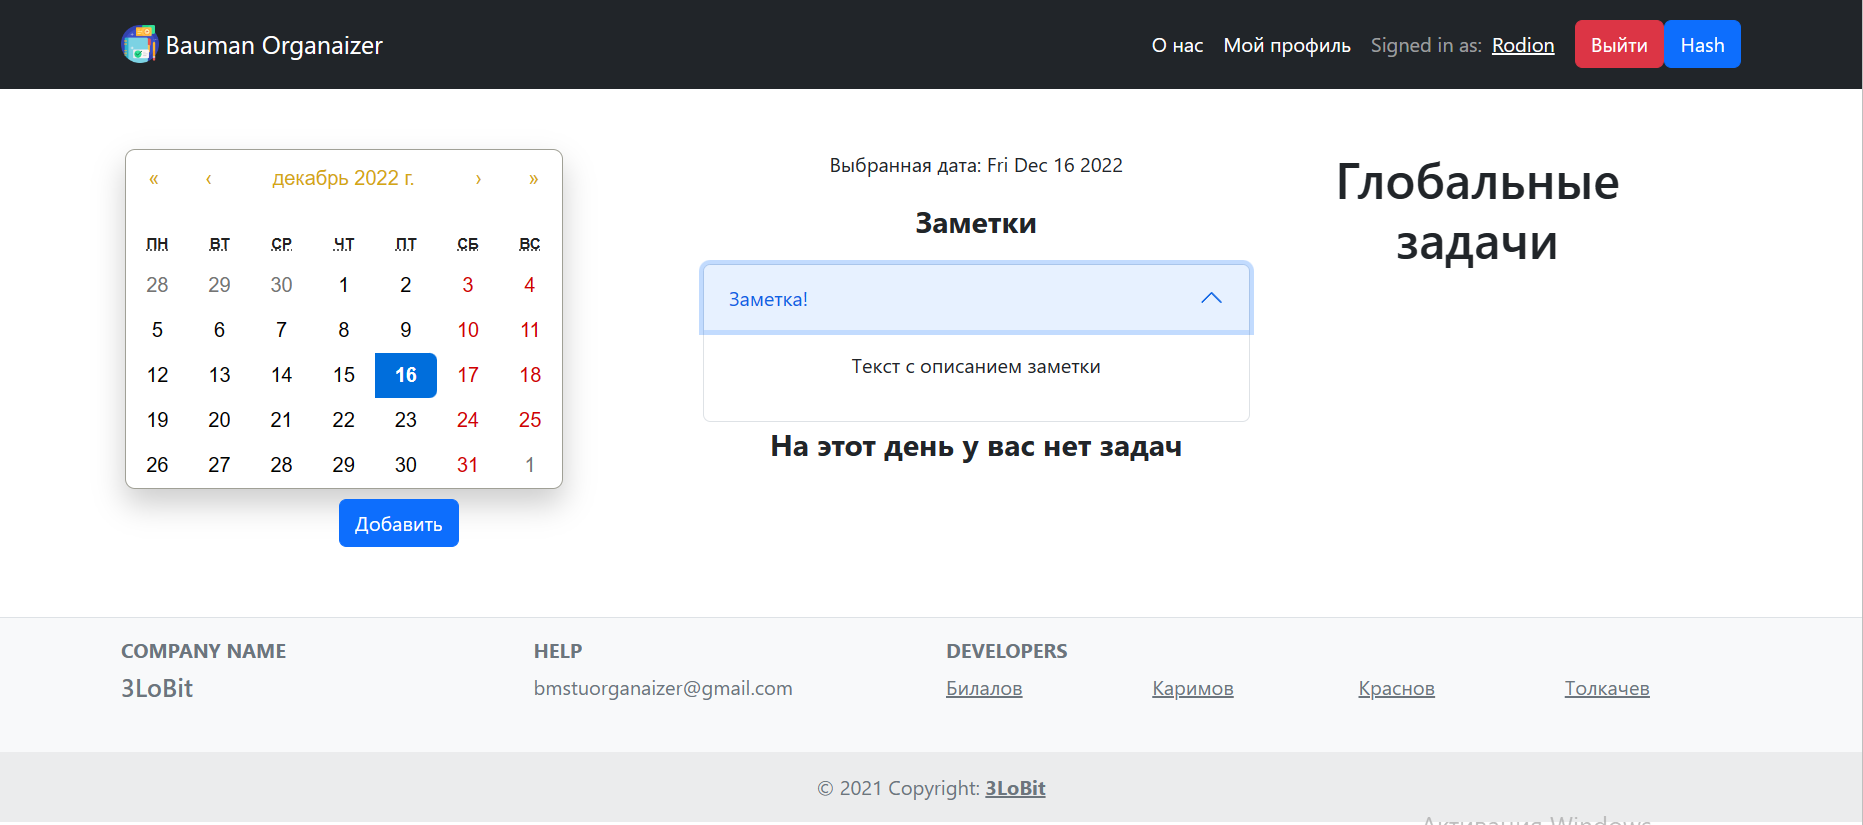 Bauman Organaizer
О нас Мой профиль Signed in as: Rodion Выйти Hash
« ‹ декабрь 2022 г. › »
ПН ВТ СР ЧТ ПТ СБ ВС
28 29 30 1 2 3 4
5 6 7 8 9 10 11
12 13 14 15 16 17 18
19 20 21 22 23 24 25
26 27 28 29 30 31 1
Добавить
Выбранная дата: Fri Dec 16 2022
Заметки
Заметка!
Текст с описанием заметки
На этот день у вас нет задач
Глобальные
задачи
COMPANY NAME
3LoBit
HELP
bmstuorganaizer@gmail.com
DEVELOPERS
Билалов Каримов Краснов Толкачев
© 2021 Copyright: 3LoBit
Активация Windows